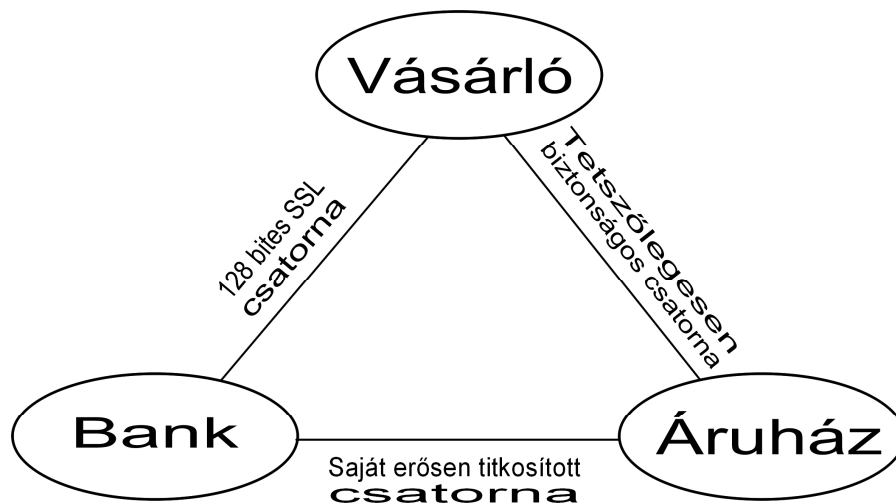 Vásárló
128 bites SSL
csatorna
Tetszőlegesen
biztonságos csatorna
Bank
Áruház
Saját erősen titkosított
csatorna